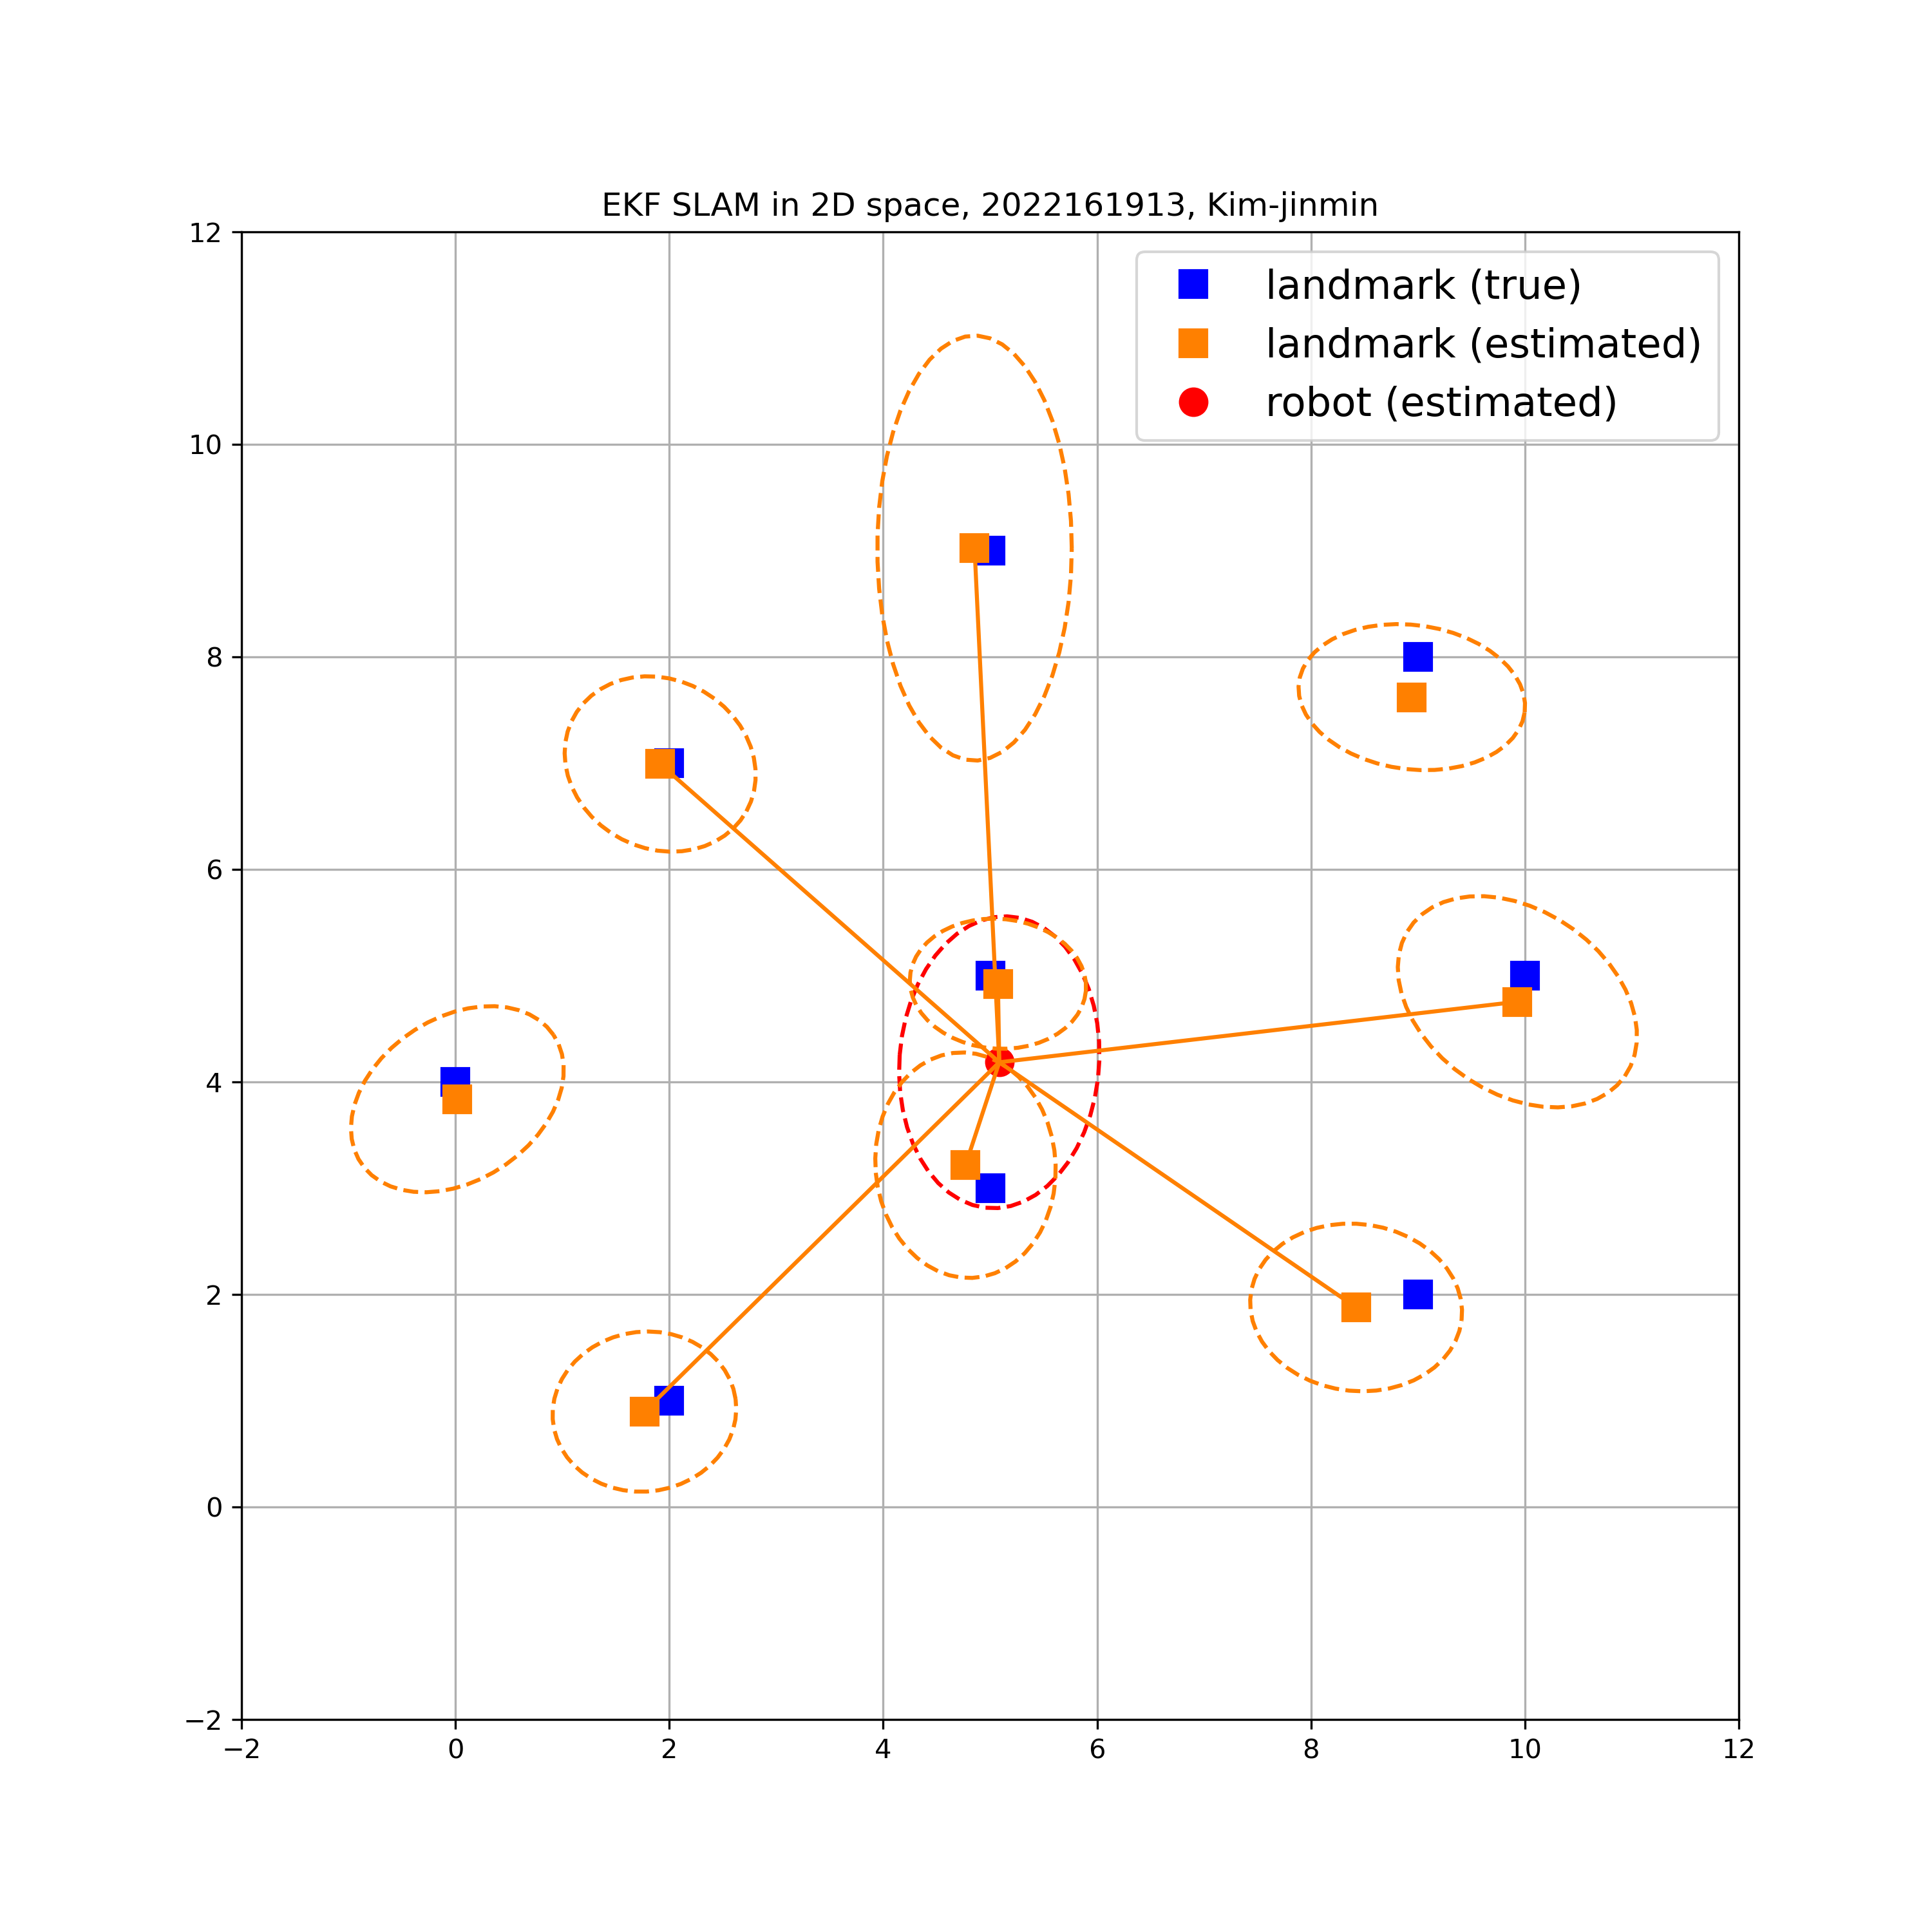 EKF SLAM in 2D space, 2022161913, Kim-jinmin
12
landmark (true)
landmark (estimated)
robot (estimated)
10
8
6
4
2
0
−2
−2 0 2 4 6 8 10 12